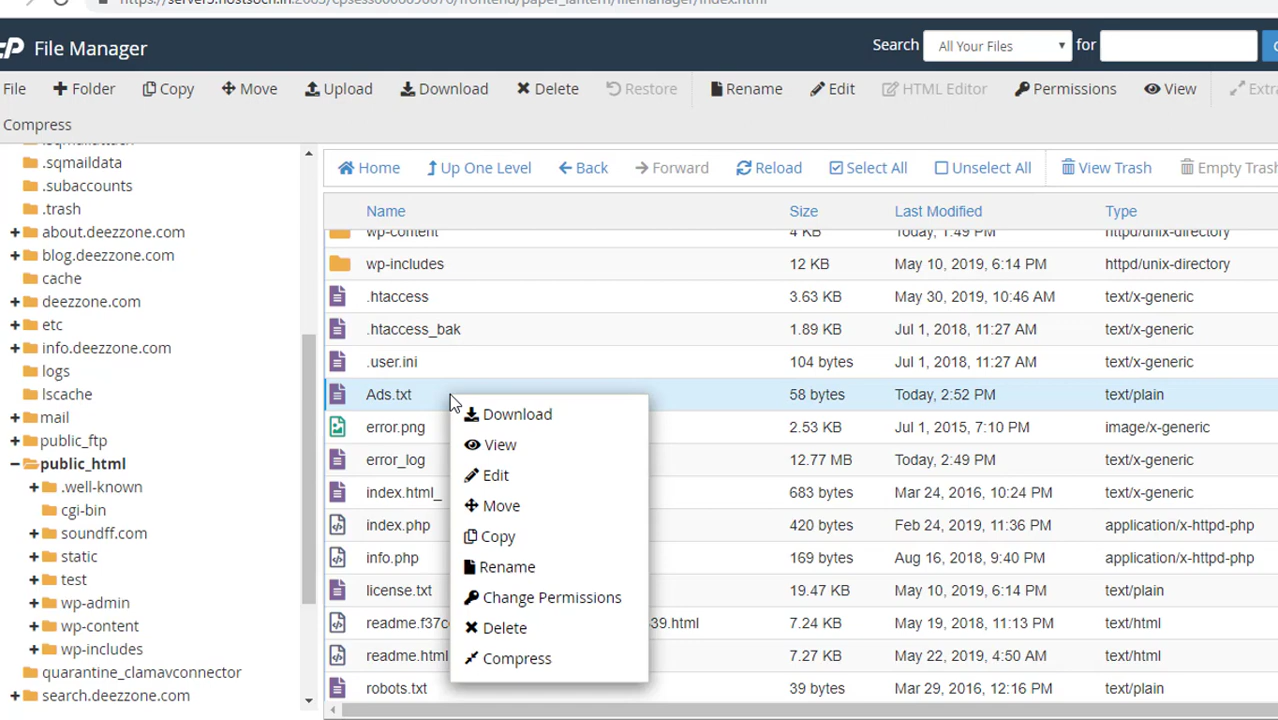 File Manager
Search All Your Files for
File Folder Copy Move Upload Download Delete Restore Rename Edit HTML Editor Permissions View
Compress
.sqmaildata
.subaccounts
.trash
about.deezzone.com
blog.deezzone.com
cache
deezzone.com
etc
info.deezzone.com
logs
lscache
mail
public_ftp
public_html
.well-known
cgi-bin
soundff.com
static
test
wp-admin
wp-content
wp-includes
quarantine_clamavconnector
search.deezzone.com
Home Up One Level Back Forward Reload Select All Unselect All View Trash Empty Trash
Name Size Last Modified Type
wp-content 4 KB Today, 1:49 PM httpd/unix-directory
wp-includes 12 KB May 10, 2019, 6:14 PM httpd/unix-directory
.htaccess 3.63 KB May 30, 2019, 10:46 AM text/x-generic
.htaccess_bak 1.89 KB Jul 1, 2018, 11:27 AM text/x-generic
.user.ini 104 bytes Jul 1, 2018, 11:27 AM text/x-generic
Ads.txt 58 bytes Today, 2:52 PM text/plain
error.png 2.53 KB Jul 1, 2015, 7:10 PM image/x-generic
error_log 12.77 MB Today, 2:49 PM text/x-generic
index.html_ 683 bytes Mar 24, 2016, 10:24 PM text/x-generic
index.php 420 bytes Feb 24, 2019, 11:36 PM application/x-httpd-php
info.php 169 bytes Aug 16, 2018, 9:40 PM application/x-httpd-php
license.txt 19.47 KB May 10, 2019, 6:14 PM text/x-generic
39.html 7.24 KB May 19, 2018, 11:13 PM text/html
readme.html 7.27 KB May 22, 2019, 4:50 AM text/html
robots.txt 39 bytes Mar 29, 2016, 12:16 PM text/plain
Download
View
Edit
Move
Copy
Rename
Change Permissions
Delete
Compress